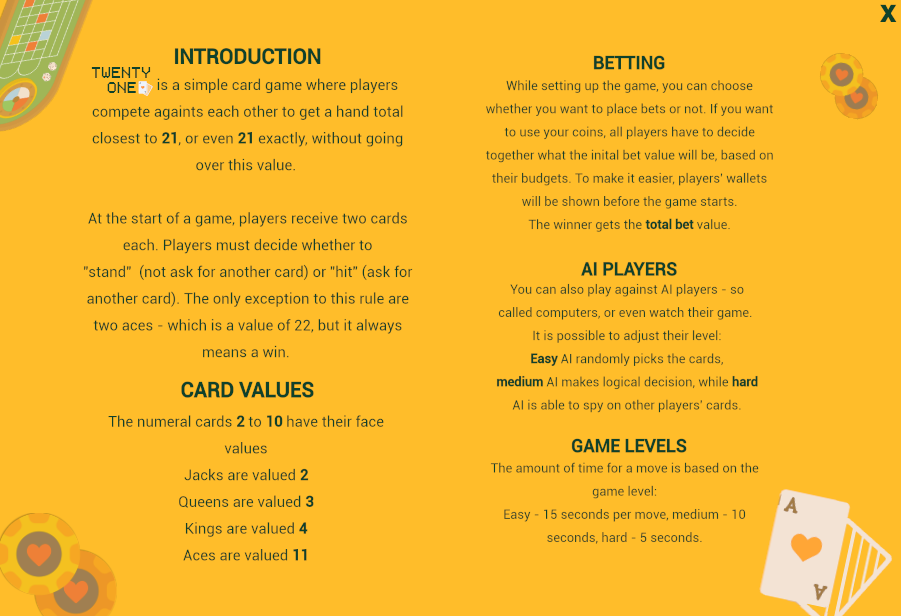 X
INTRODUCTION
TWENTY
ONE is a simple card game where players
compete againts each other to get a hand total
closest to 21, or even 21 exactly, without going
over this value.
At the start of a game, players receive two cards
each. Players must decide whether to
"stand"  (not ask for another card) or "hit" (ask for
another card). The only exception to this rule are
two aces - which is a value of 22, but it always
means a win.
CARD VALUES
The numeral cards 2 to 10 have their face
values
Jacks are valued 2
Queens are valued 3
Kings are valued 4
Aces are valued 11
BETTING
While setting up the game, you can choose
whether you want to place bets or not. If you want
to use your coins, all players have to decide
together what the inital bet value will be, based on
their budgets. To make it easier, players' wallets
will be shown before the game starts.
The winner gets the total bet value.
AI PLAYERS
You can also play against AI players - so
called computers, or even watch their game.
It is possible to adjust their level:
Easy AI randomly picks the cards,
medium AI makes logical decision, while hard
AI is able to spy on other players' cards.
GAME LEVELS
The amount of time for a move is based on the
game level:
Easy - 15 seconds per move, medium - 10
seconds, hard - 5 seconds.
A
A